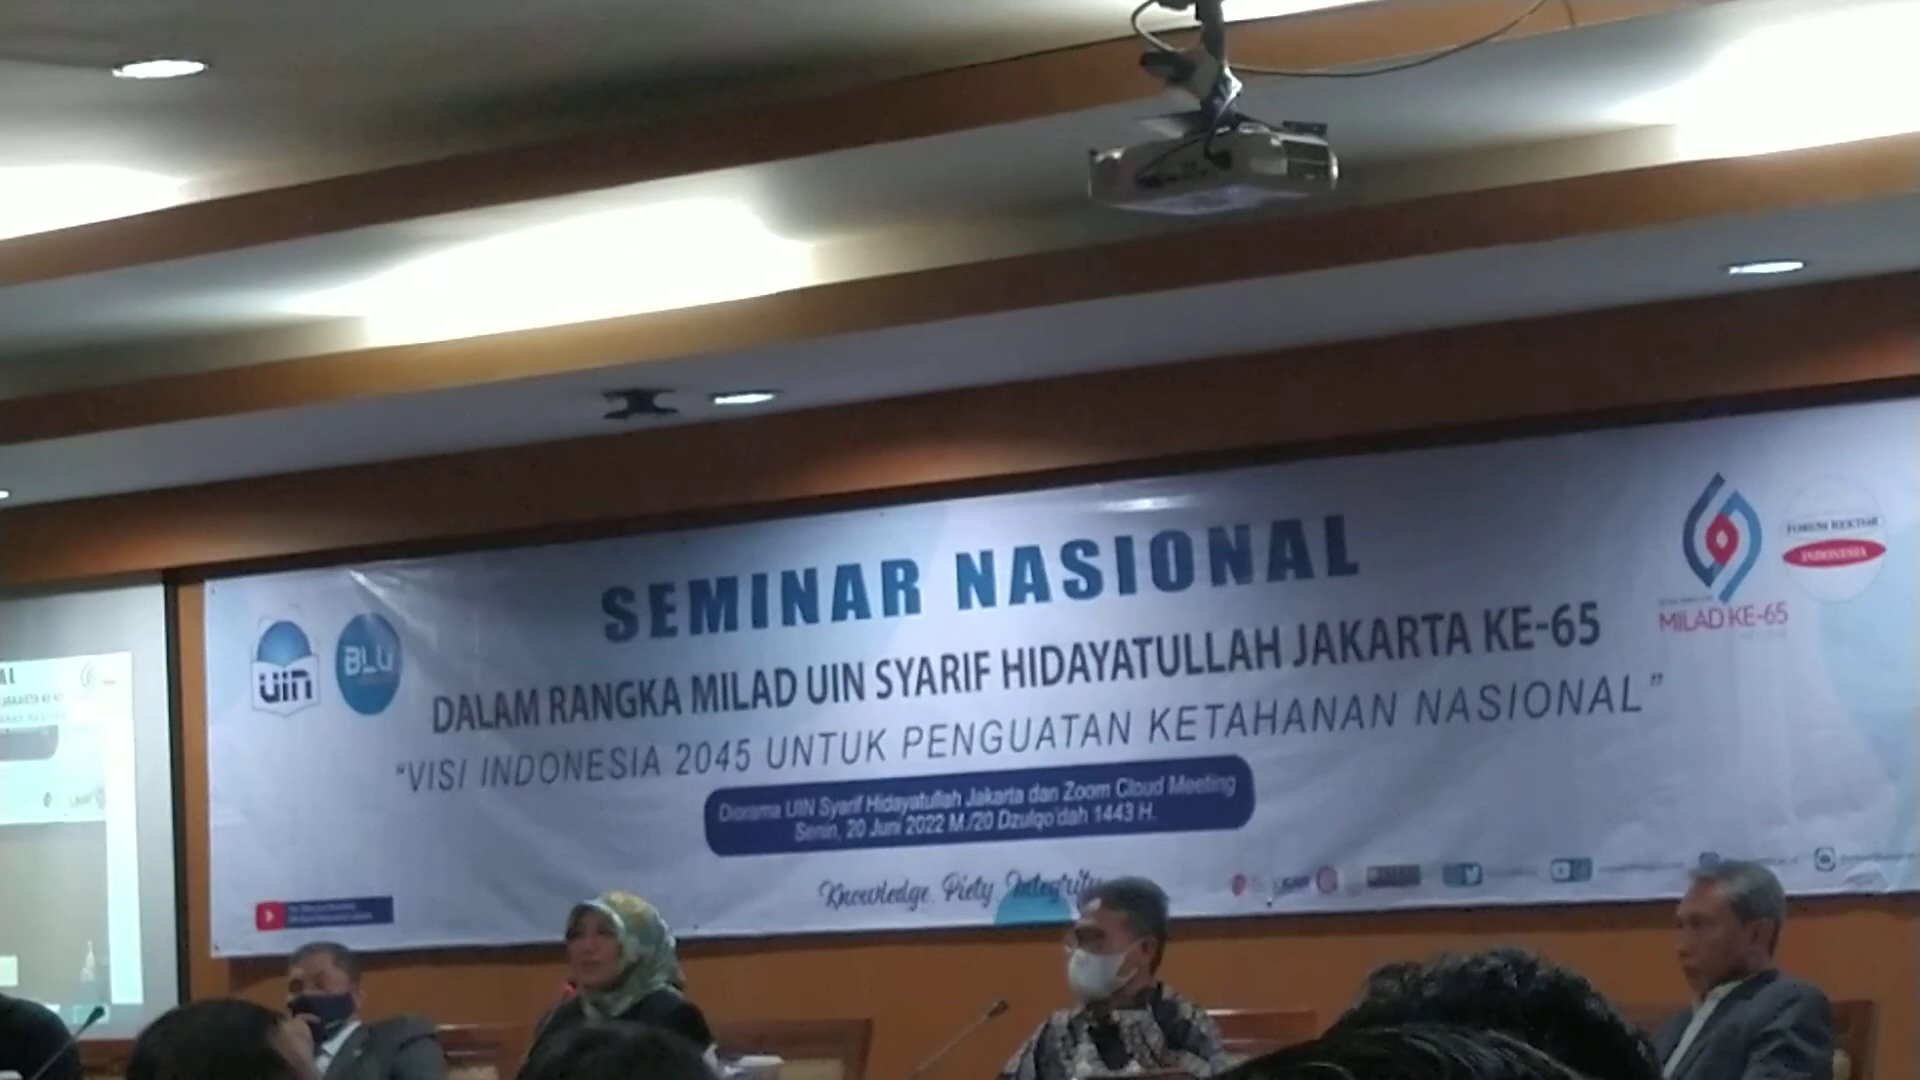 SEMINAR NASIONAL
DALAM RANGKA MILAD UIN SYARIF HIDAYATULLAH JAKARTA KE-65
"VISI INDONESIA 2045 UNTUK PENGUATAN KETAHANAN NASIONAL"
Diorama UIN Syarif Hidayatullah Jakarta dan Zoom Cloud Meeting
Senin, 20 Juni 2022 M./20 Dzulqo'dah 1443 H.
Knowledge, Piety, Integrity
UIN
BLU
MILAD KE-65
FORUM REKTOR
INDONESIA